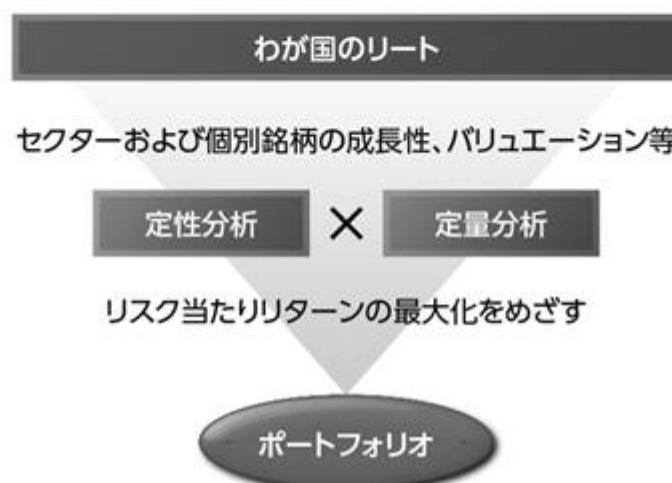 わが国のリート
セクターおよび個別銘柄の成長性、バリュエーション等
定性分析 × 定量分析
リスク当たりリターンの最大化をめざす
ポートフォリオ